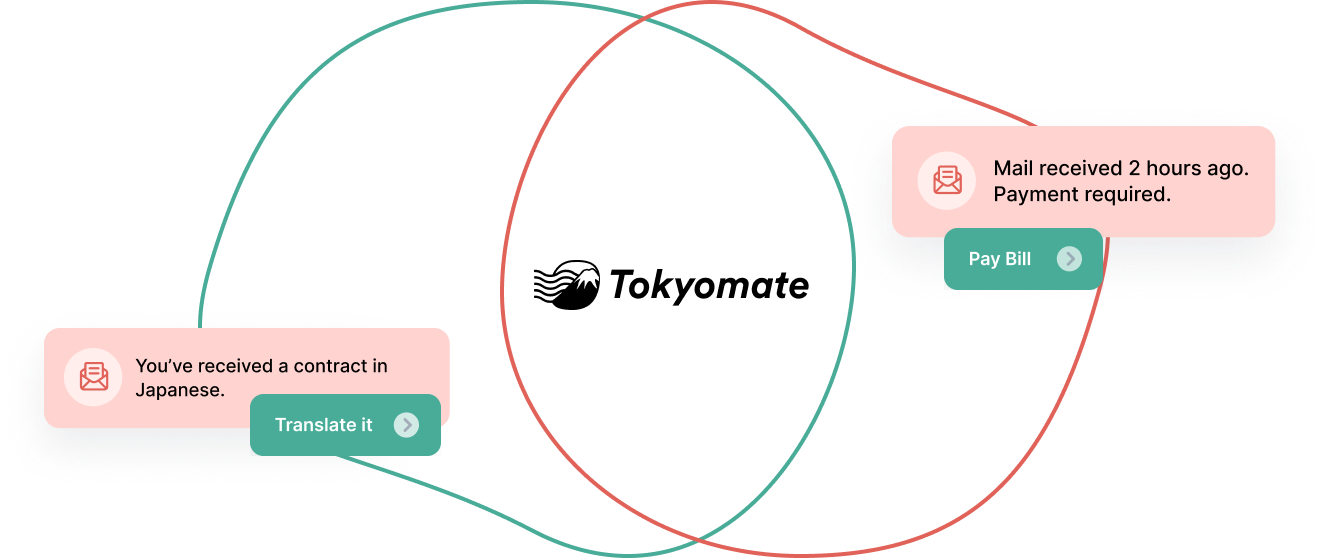 Mail received 2 hours ago.
Payment required.
Pay Bill
Tokyomate
You’ve received a contract in
Japanese.
Translate it